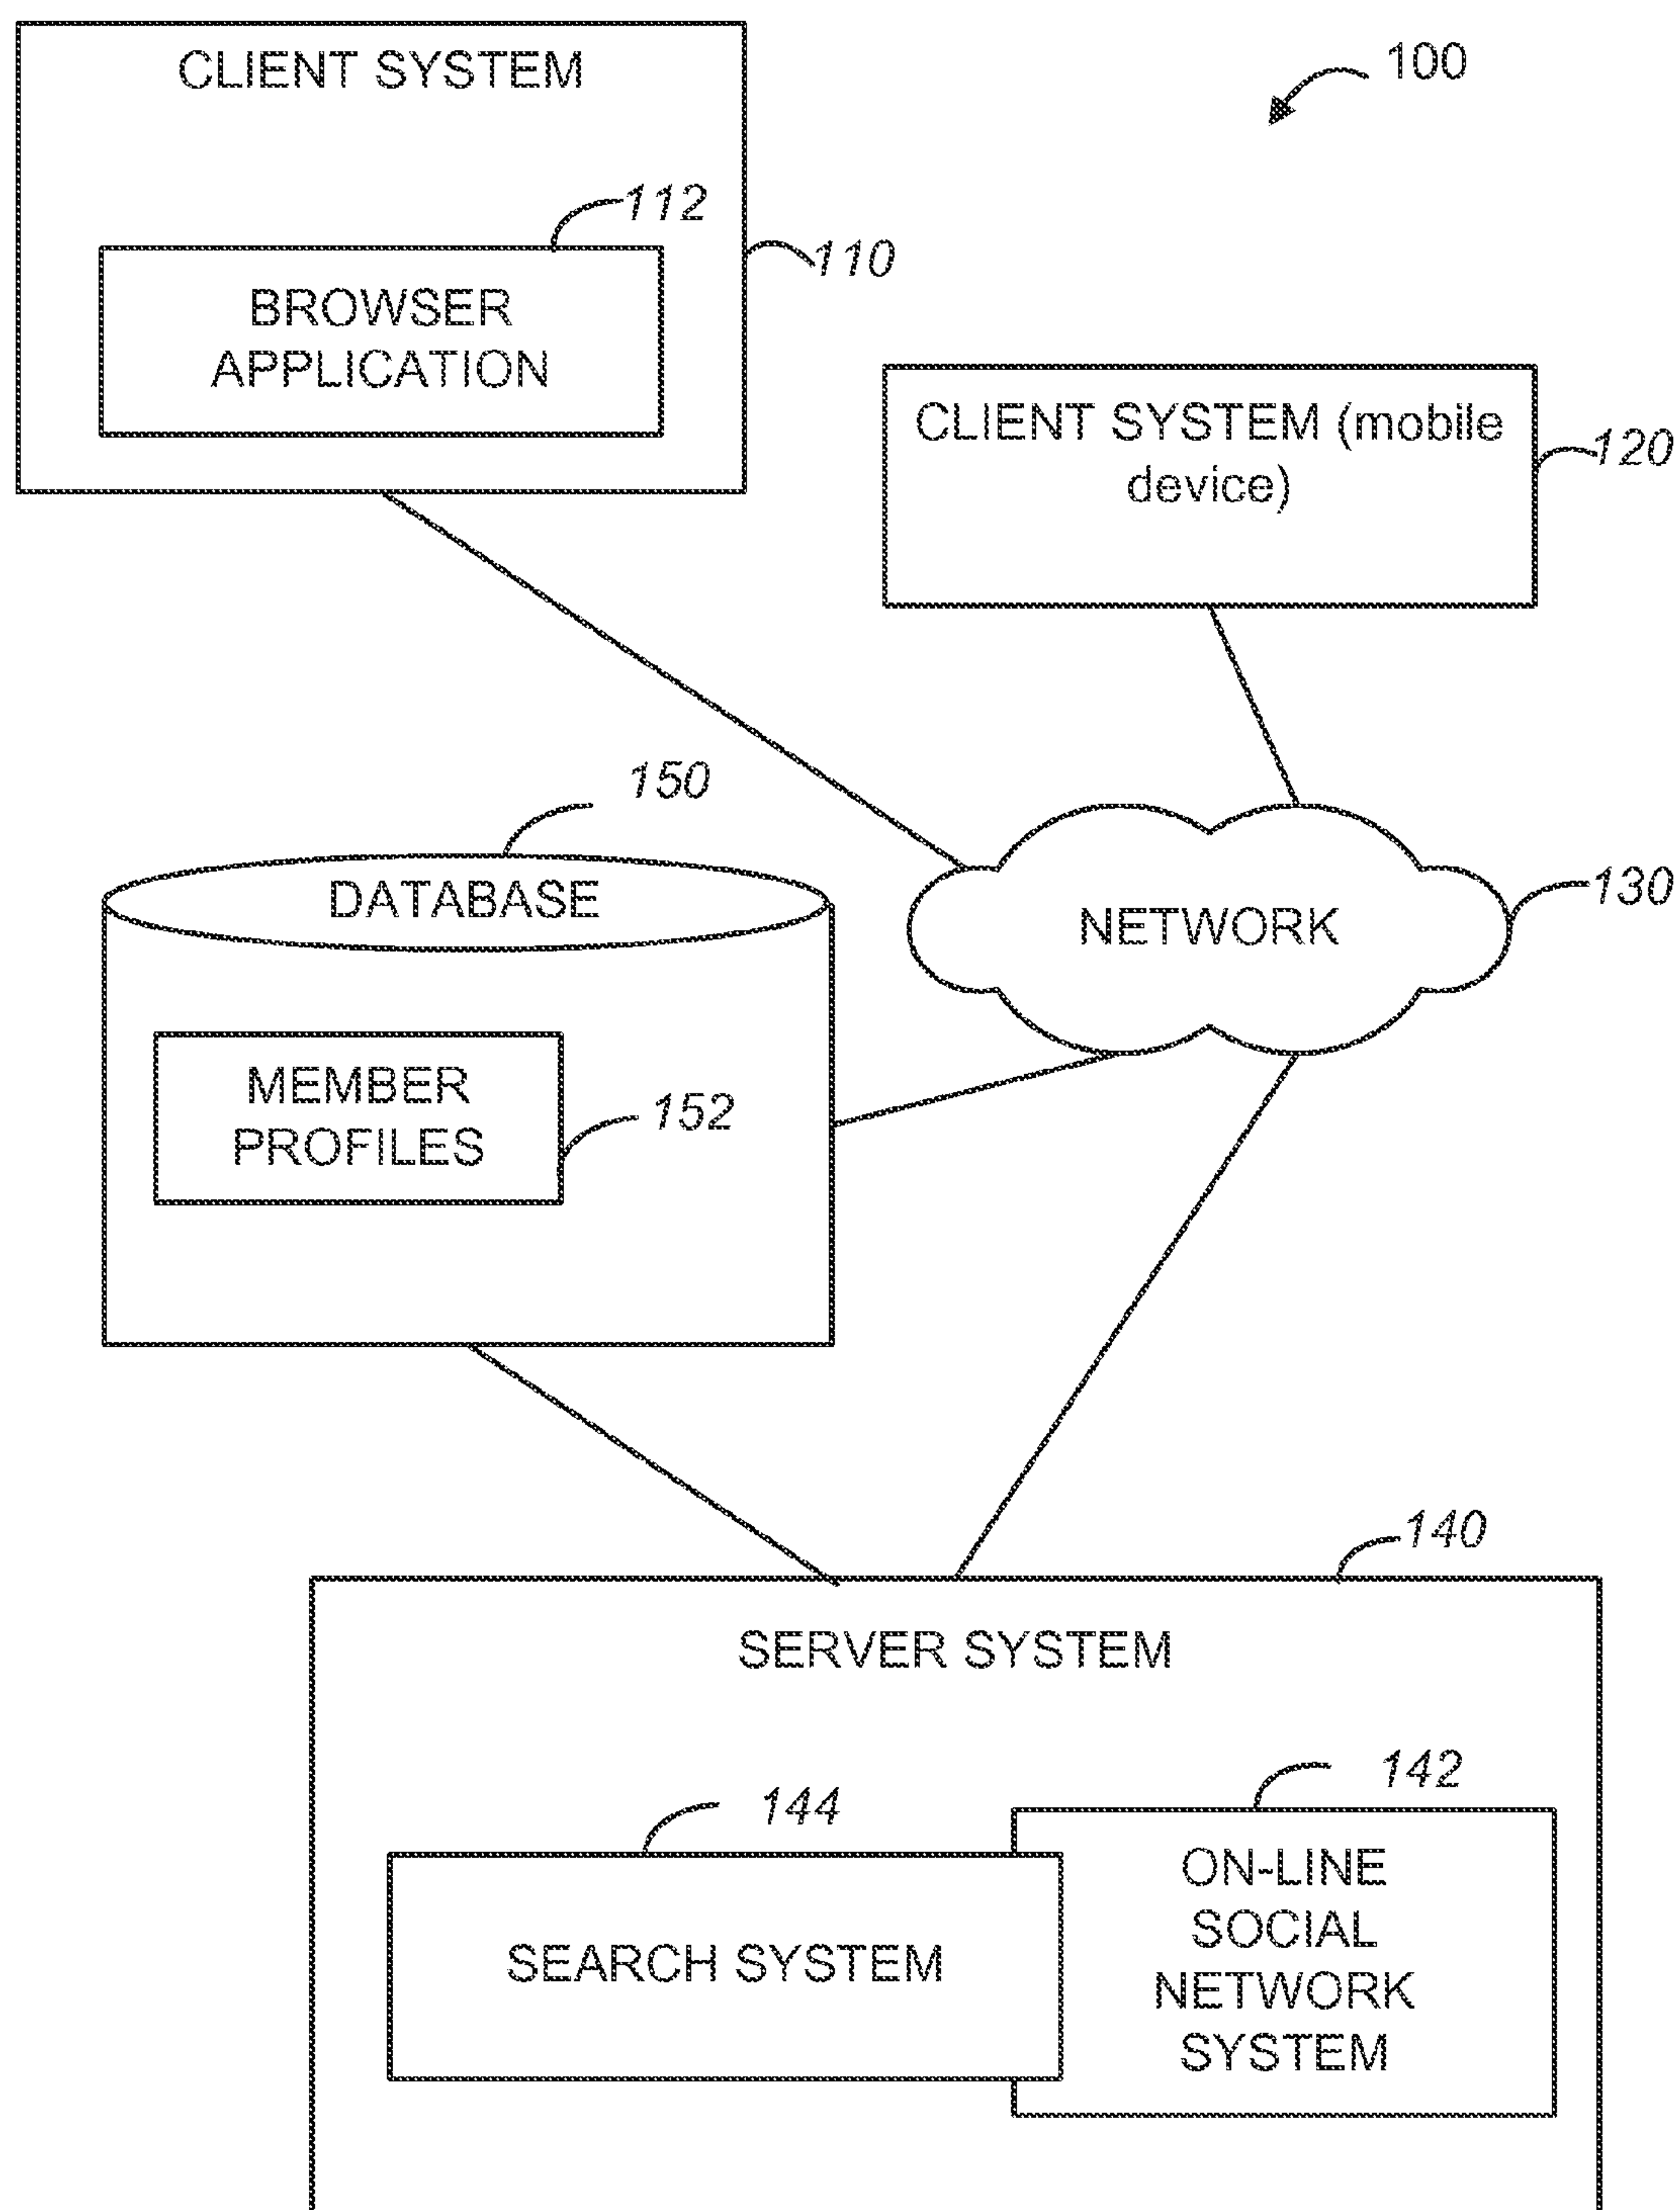 CLIENT SYSTEM
100
112
110
BROWSER
APPLICATION
CLIENT SYSTEM (mobile
device)
120
150
DATABASE
NETWORK
130
MEMBER
PROFILES
152
140
SERVER SYSTEM
142
144
ON-LINE
SOCIAL
NETWORK
SYSTEM
SEARCH SYSTEM